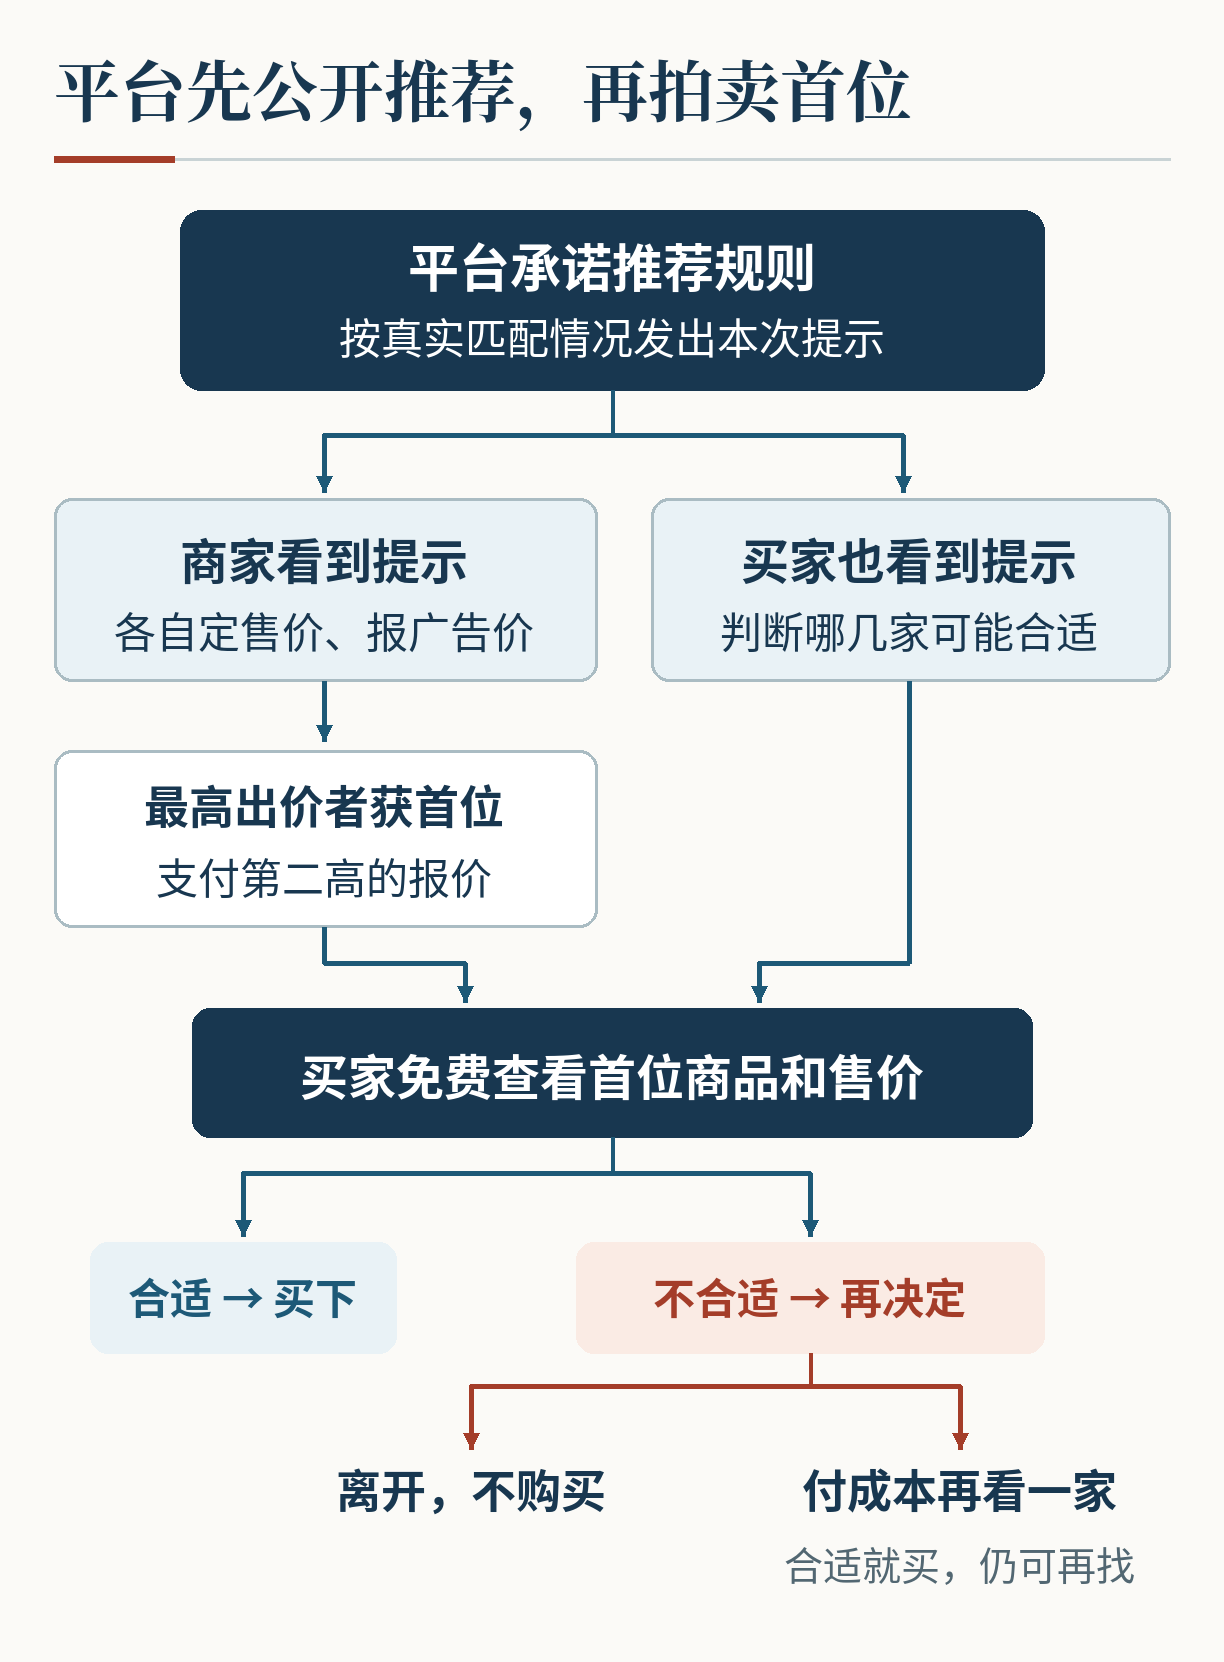 平台先公开推荐，再拍卖首位
平台承诺推荐规则
按真实匹配情况发出本次提示
商家看到提示
各自定售价、报广告价
买家也看到提示
判断哪几家可能合适
最高出价者获首位
支付第二高的报价
买家免费查看首位商品和售价
合适 → 买下
不合适 → 再决定
离开，不购买
付成本再看一家
合适就买，仍可再找